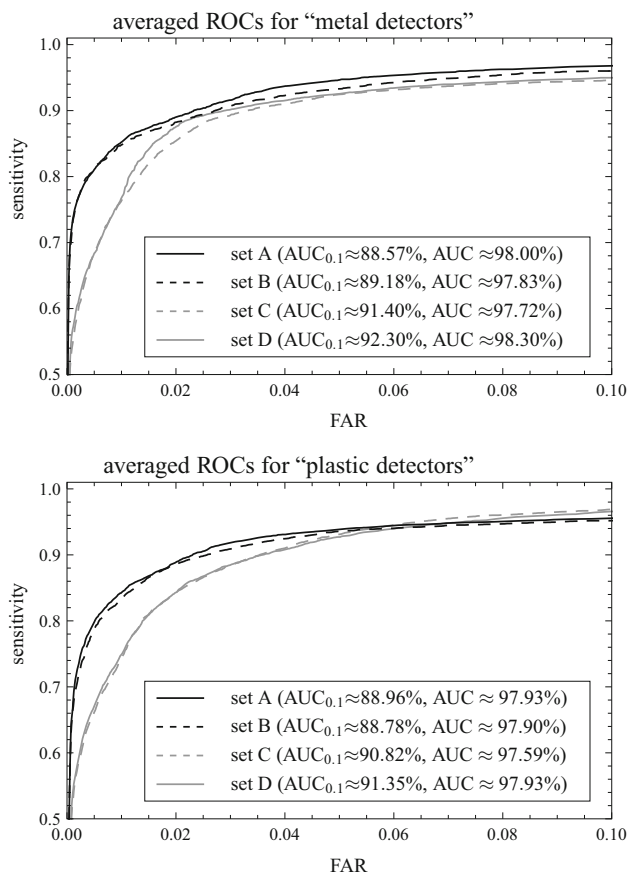 averaged ROCs for “metal detectors”
1.0
0.9
0.8
0.7
0.6
0.5
sensitivity
set A (AUC0.1≈88.57%, AUC ≈98.00%)
set B (AUC0.1≈89.18%, AUC ≈97.83%)
set C (AUC0.1≈91.40%, AUC ≈97.72%)
set D (AUC0.1≈92.30%, AUC ≈98.30%)
0.00 0.02 0.04 0.06 0.08 0.10
FAR
averaged ROCs for “plastic detectors”
1.0
0.9
0.8
0.7
0.6
0.5
sensitivity
set A (AUC0.1≈88.96%, AUC ≈ 97.93%)
set B (AUC0.1≈88.78%, AUC ≈ 97.90%)
set C (AUC0.1≈90.82%, AUC ≈ 97.59%)
set D (AUC0.1≈91.35%, AUC ≈ 97.93%)
0.00 0.02 0.04 0.06 0.08 0.10
FAR